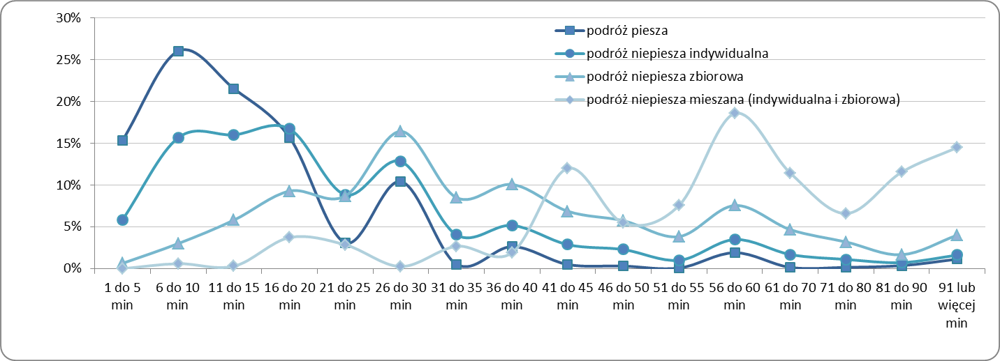 30%
25%
20%
15%
10%
5%
0%
podróż piesza
podróż niepiesza indywidualna
podróż niepiesza zbiorowa
podróż niepiesza mieszana (indywidualna i zbiorowa)
1 do 5 min
6 do 10 min
11 do 15 min
16 do 20 min
21 do 25 min
26 do 30 min
31 do 35 min
36 do 40 min
41 do 45 min
46 do 50 min
51 do 55 min
56 do 60 min
61 do 70 min
71 do 80 min
81 do 90 min
91 lub więcej min